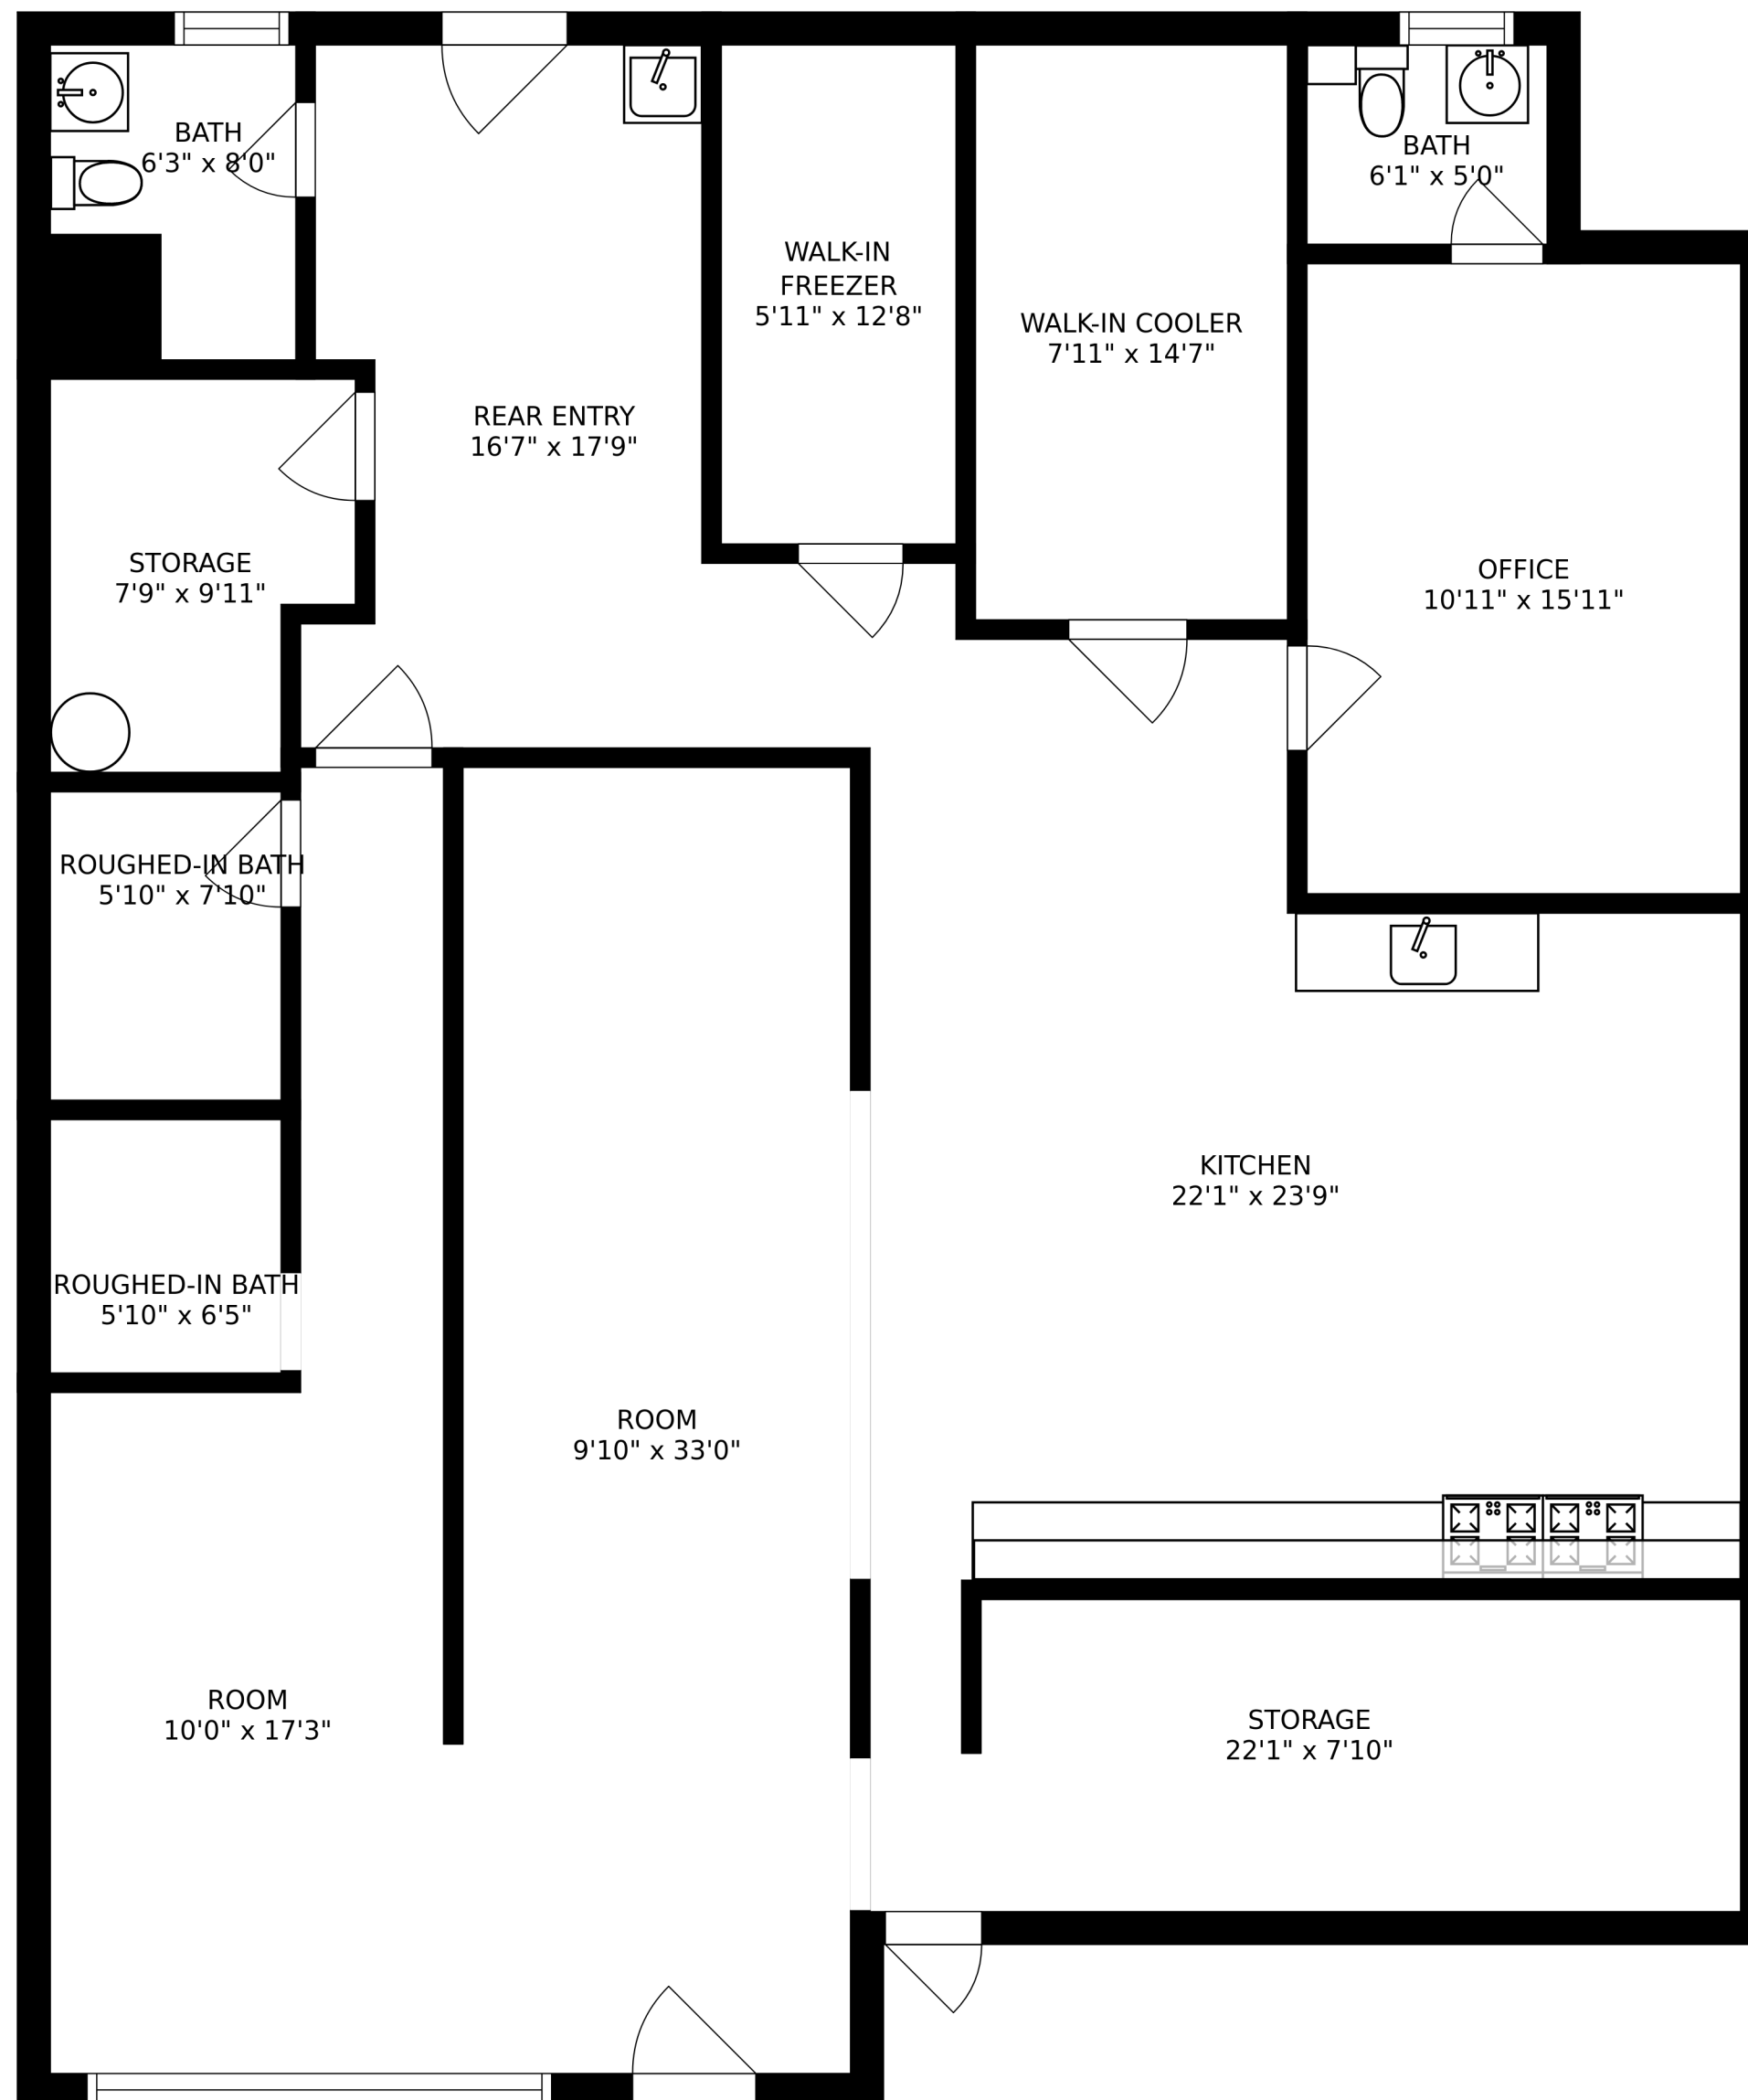 BATH
6'3" x 8'0"
BATH
6'1" x 5'0"
WALK-IN
FREEZER
5'11" x 12'8"
WALK-IN COOLER
7'11" x 14'7"
REAR ENTRY
16'7" x 17'9"
STORAGE
7'9" x 9'11"
OFFICE
10'11" x 15'11"
ROUGHED-IN BATH
5'10" x 7'10"
KITCHEN
22'1" x 23'9"
ROUGHED-IN BATH
5'10" x 6'5"
ROOM
9'10" x 33'0"
ROOM
10'0" x 17'3"
STORAGE
22'1" x 7'10"